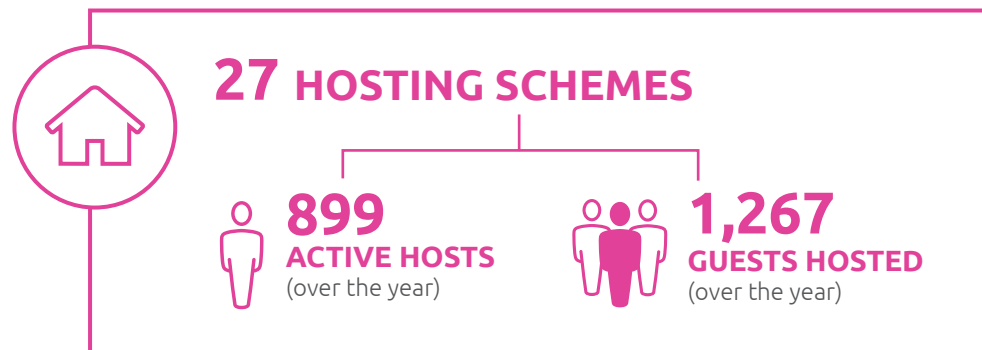 27 HOSTING SCHEMES
899
ACTIVE HOSTS
(over the year)
1,267
GUESTS HOSTED
(over the year)